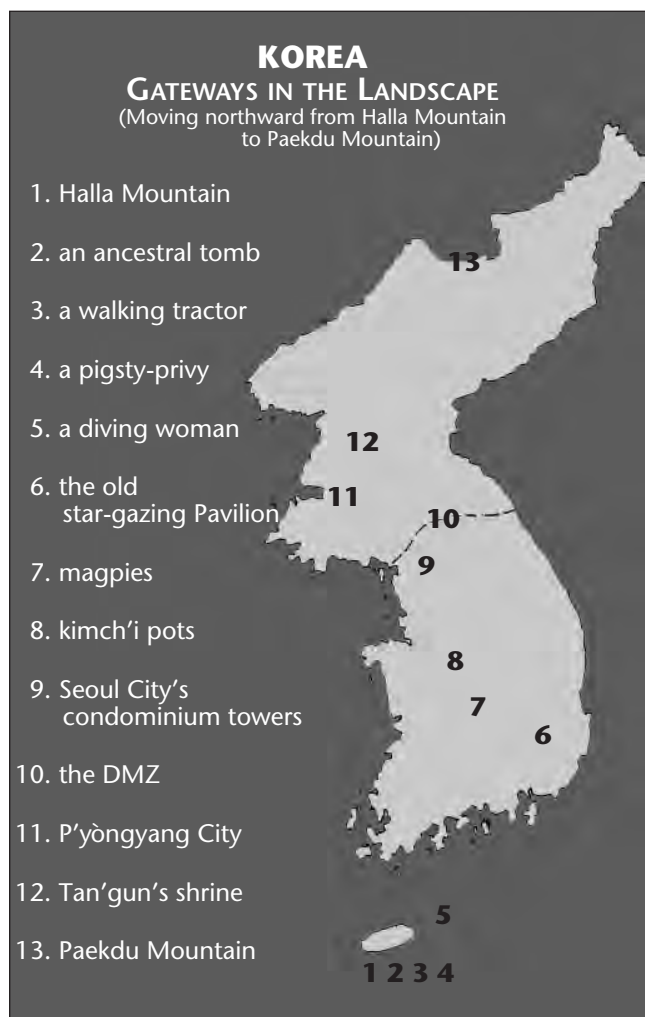 KOREA
GATEWAYS IN THE LANDSCAPE
(Moving northward from Halla Mountain
to Paekdu Mountain)
1. Halla Mountain
2. an ancestral tomb
3. a walking tractor
4. a pigsty-privy
5. a diving woman
6. the old
star-gazing Pavilion
7. magpies
8. kimch'i pots
9. Seoul City's
condominium towers
10. the DMZ
11. P'yòngyang City
12. Tan'gun's shrine
13. Paekdu Mountain
13
12
11
10
9
8
7
6
5
1 2 3 4